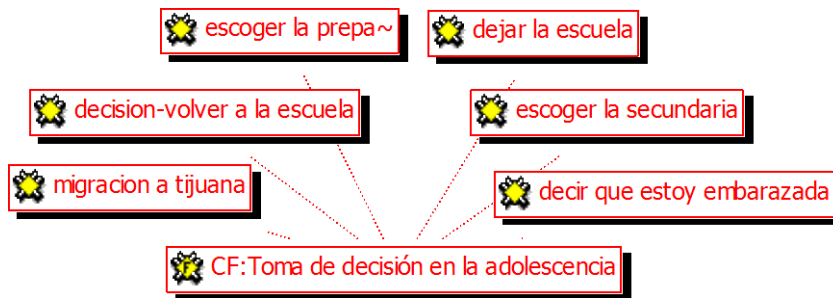 escoger la prepa~
dejar la escuela
decision-volver a la escuela
escoger la secundaria
migracion a tijuana
decir que estoy embarazada
CF:Toma de decisión en la adolescencia